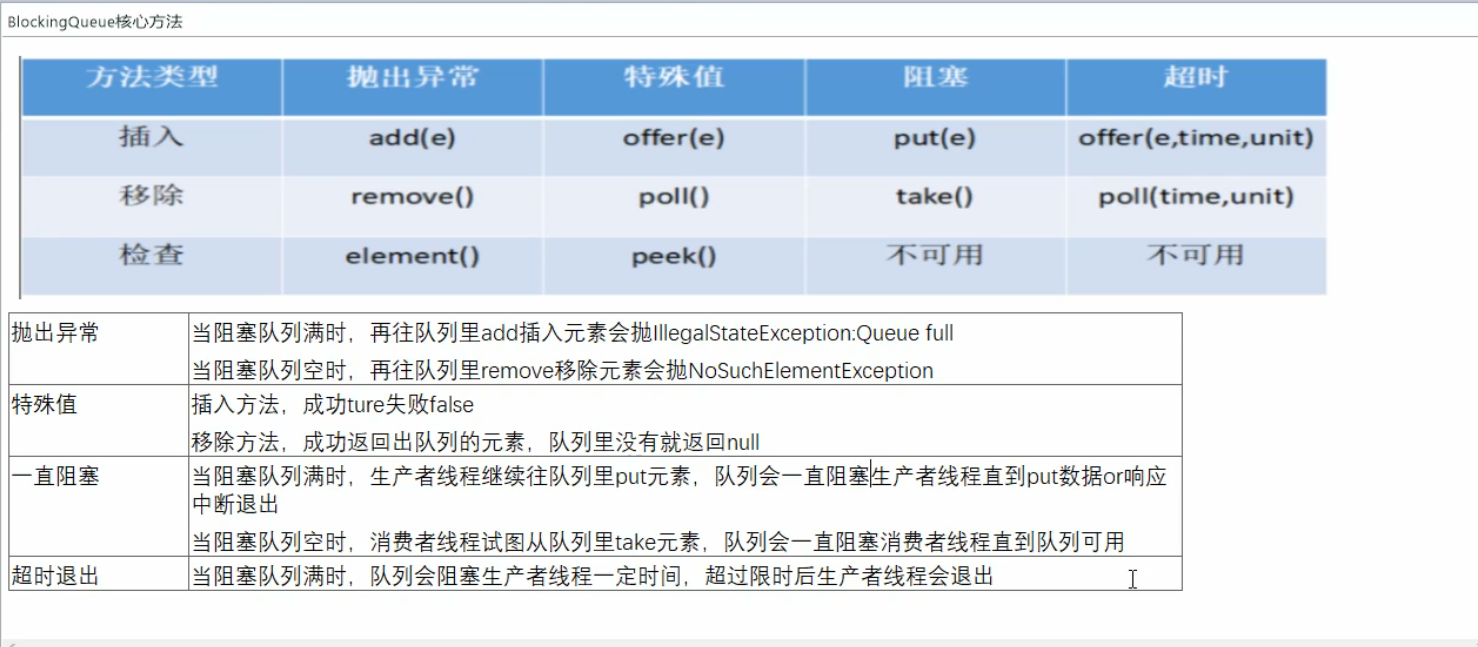 BlockingQueue核心方法
方法类型 抛出异常 特殊值 阻塞 超时
插入 add(e) offer(e) put(e) offer(e,time,unit)
移除 remove() poll() take() poll(time,unit)
检查 element() peek() 不可用 不可用
抛出异常 当阻塞队列满时，再往队列里add插入元素会抛IllegalStateException:Queue full
当阻塞队列空时，再往队列里remove移除元素会抛NoSuchElementException
特殊值 插入方法，成功ture失败false
移除方法，成功返回出队列的元素，队列里没有就返回null
一直阻塞 当阻塞队列满时，生产者线程继续往队列里put元素，队列会一直阻塞生产者线程直到put数据or响应
中断退出
当阻塞队列空时，消费者线程试图从队列里take元素，队列会一直阻塞消费者线程直到队列可用
超时退出 当阻塞队列满时，队列会阻塞生产者线程一定时间，超过限时后生产者线程会退出